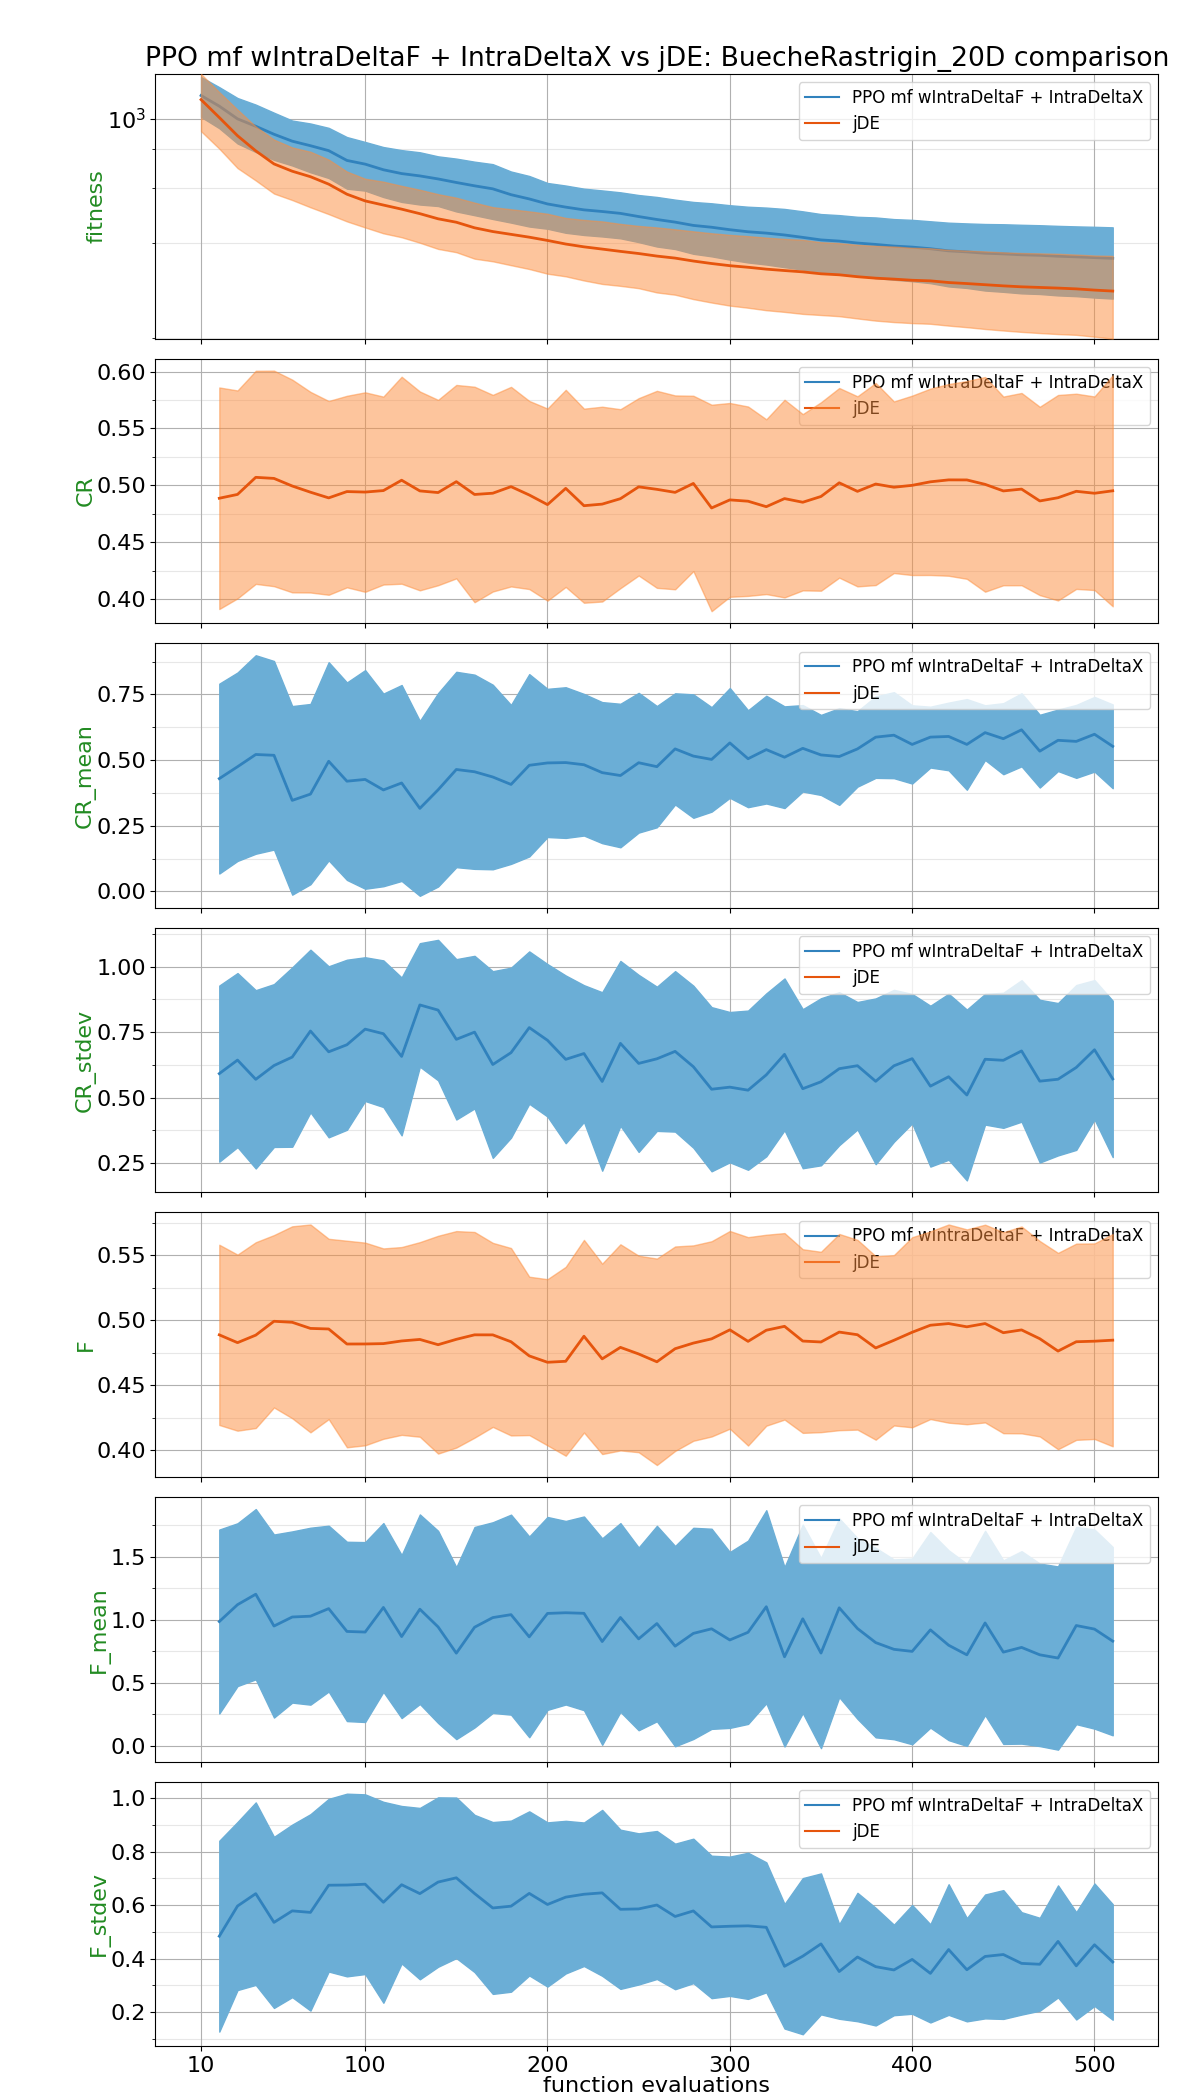 PPO mf wIntraDeltaF + IntraDeltaX vs jDE: BuecheRastrigin_20D comparison
10³
fitness
PPO mf wIntraDeltaF + IntraDeltaX
jDE
0.60
0.55
0.50
0.45
0.40
CR
PPO mf wIntraDeltaF + IntraDeltaX
jDE
0.75
0.50
0.25
0.00
CR_mean
PPO mf wIntraDeltaF + IntraDeltaX
jDE
1.00
0.75
0.50
0.25
CR_stdev
PPO mf wIntraDeltaF + IntraDeltaX
jDE
0.55
0.50
0.45
0.40
F
PPO mf wIntraDeltaF + IntraDeltaX
jDE
1.5
1.0
0.5
0.0
F_mean
PPO mf wIntraDeltaF + IntraDeltaX
jDE
1.0
0.8
0.6
0.4
0.2
F_stdev
PPO mf wIntraDeltaF + IntraDeltaX
jDE
10 100 200 300 400 500
function evaluations